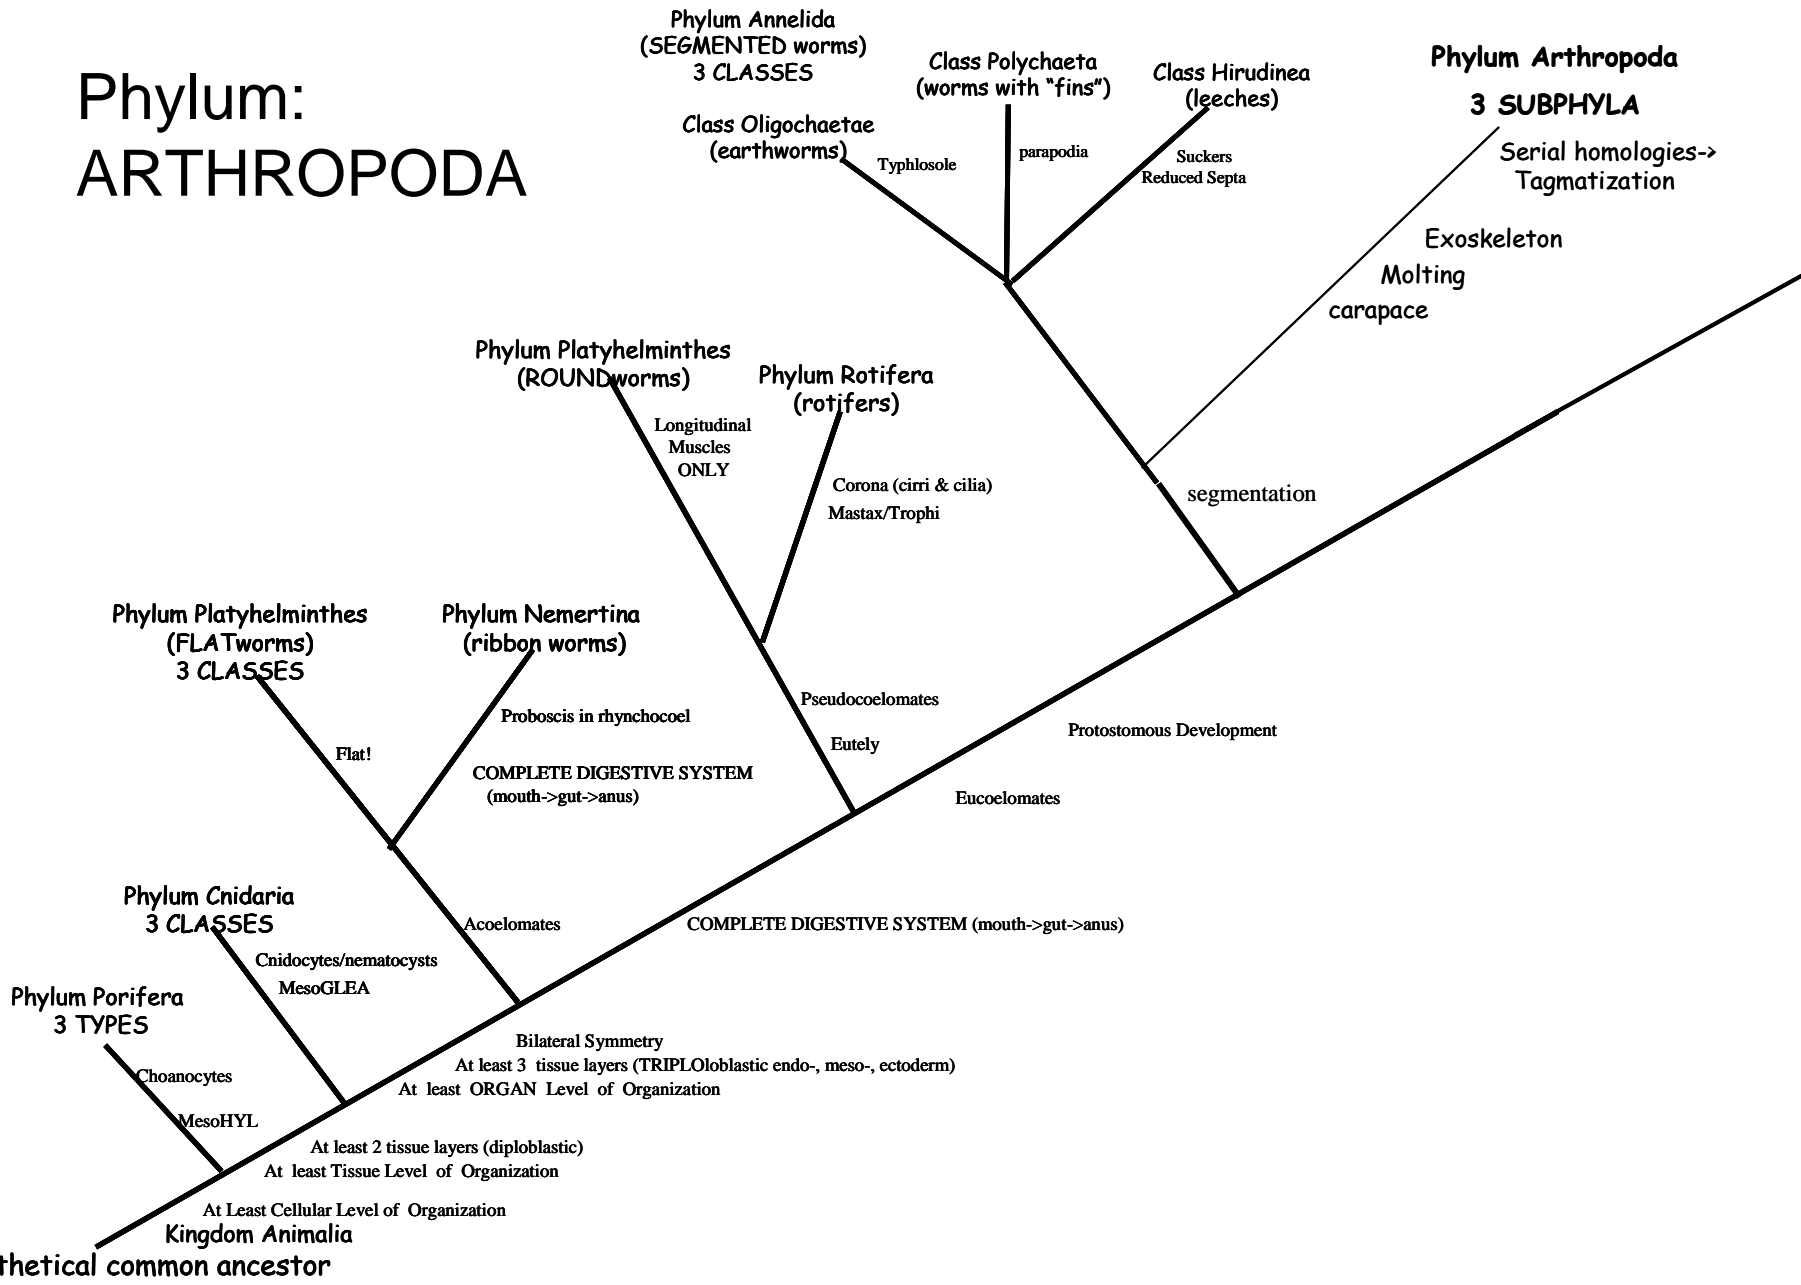 Phylum:
ARTHROPODA
Phylum Annelida
(SEGMENTED worms)
3 CLASSES
Class Oligochaetae
(earthworms)
Typhlosole
Class Polychaeta
(worms with “fins”)
parapodia
Class Hirudinea
(leeches)
Suckers
Reduced Septa
Phylum Arthropoda
3 SUBPHYLA
Serial homologies->
Tagmatization
Exoskeleton
Molting
carapace
segmentation
Phylum Platyhelminthes
(ROUNDworms)
Longitudinal
Muscles
ONLY
Phylum Rotifera
(rotifers)
Corona (cirri & cilia)
Mastax/Trophi
Pseudocoelomates
Eutely
Protostomous Development
Eucoelomates
Phylum Platyhelminthes
(FLATworms)
3 CLASSES
Flat!
Phylum Nemertina
(ribbon worms)
Proboscis in rhynchocoel
COMPLETE DIGESTIVE SYSTEM
(mouth->gut->anus)
Acoelomates
COMPLETE DIGESTIVE SYSTEM (mouth->gut->anus)
Phylum Cnidaria
3 CLASSES
Cnidocytes/nematocysts
MesoGLEA
Phylum Porifera
3 TYPES
Choanocytes
MesoHYL
Bilateral Symmetry
At least 3 tissue layers (TRIPLOloblastic endo-, meso-, ectoderm)
At least ORGAN Level of Organization
At least 2 tissue layers (diploblastic)
At least Tissue Level of Organization
At Least Cellular Level of Organization
Kingdom Animalia
thetical common ancestor